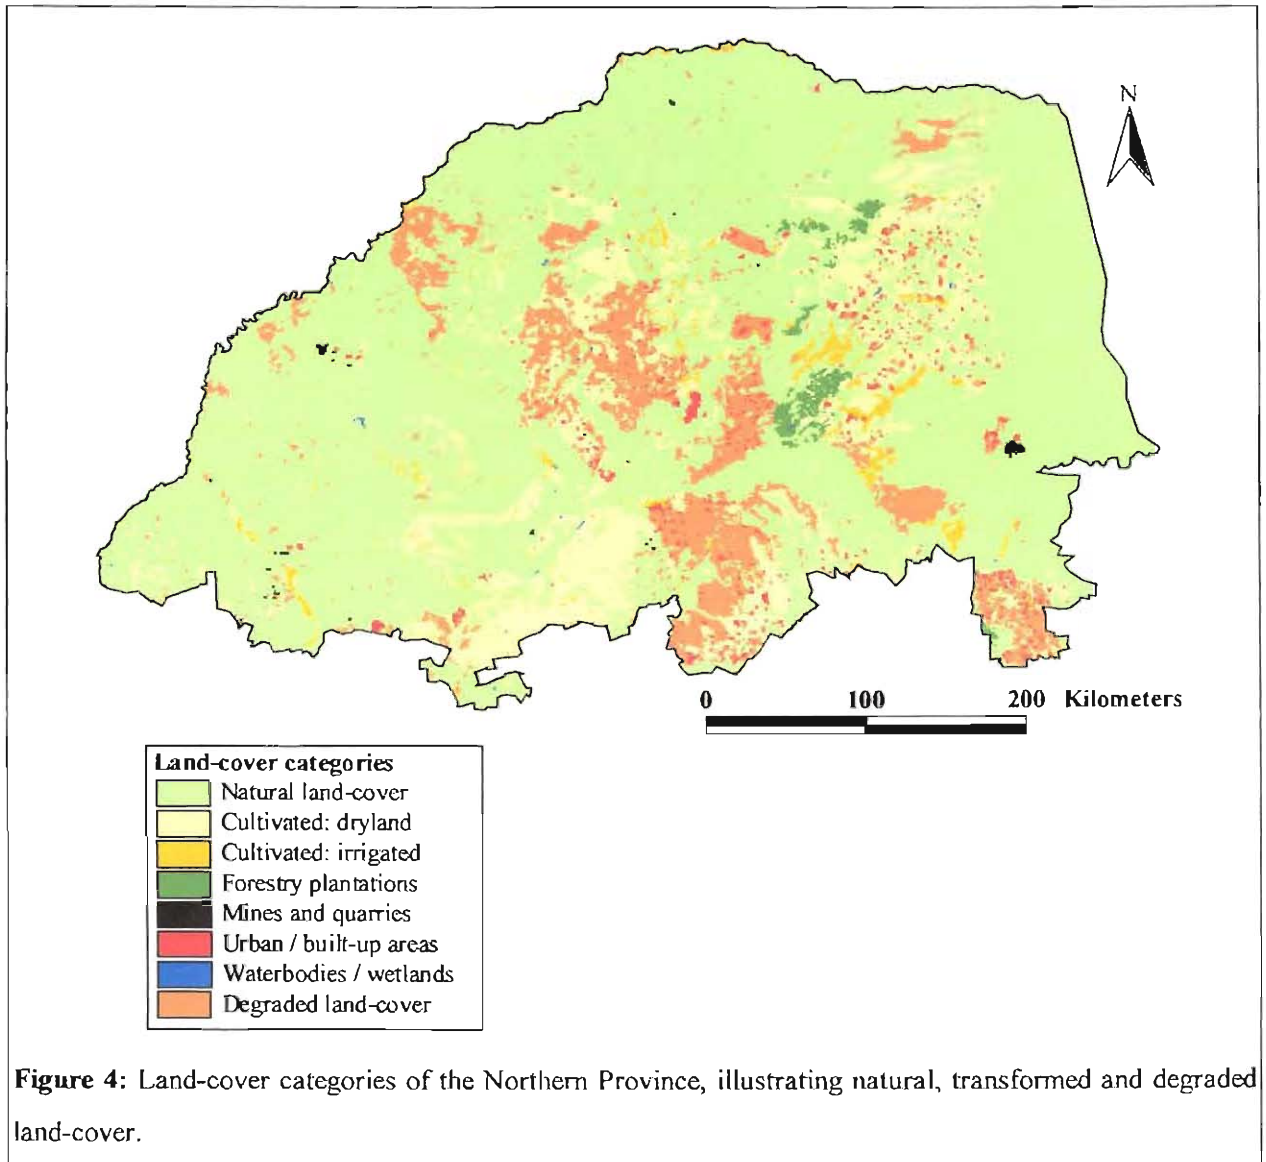 N
0 100 200 Kilometers
Land-cover categories
Natural land-cover
Cultivated: dryland
Cultivated: irrigated
Forestry plantations
Mines and quarries
Urban / built-up areas
Waterbodies / wetlands
Degraded land-cover
Figure 4: Land-cover categories of the Northern Province, illustrating natural, transformed and degraded
land-cover.